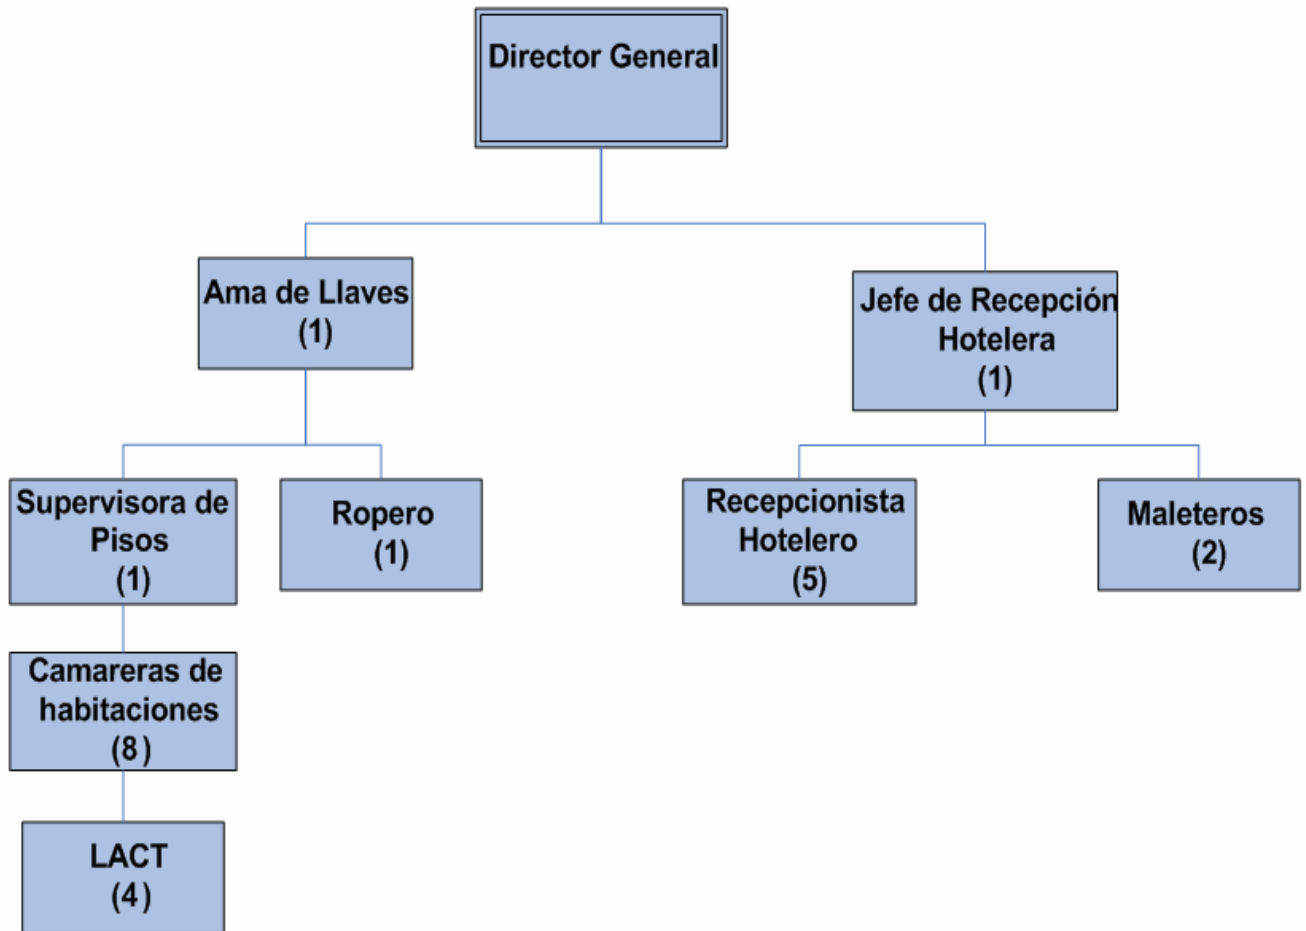 Director General
Ama de Llaves
(1)
Jefe de Recepción
Hotelera
(1)
Supervisora de
Pisos
(1)
Ropero
(1)
Recepcionista
Hotelero
(5)
Maleteros
(2)
Camareras de
habitaciones
(8)
LACT
(4)